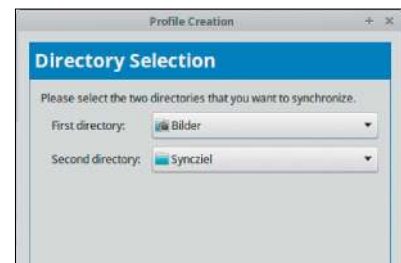 Profile Creation
Directory Selection
Please select the two directories that you want to synchronize.
First directory: Bilder
Second directory: Syncziel